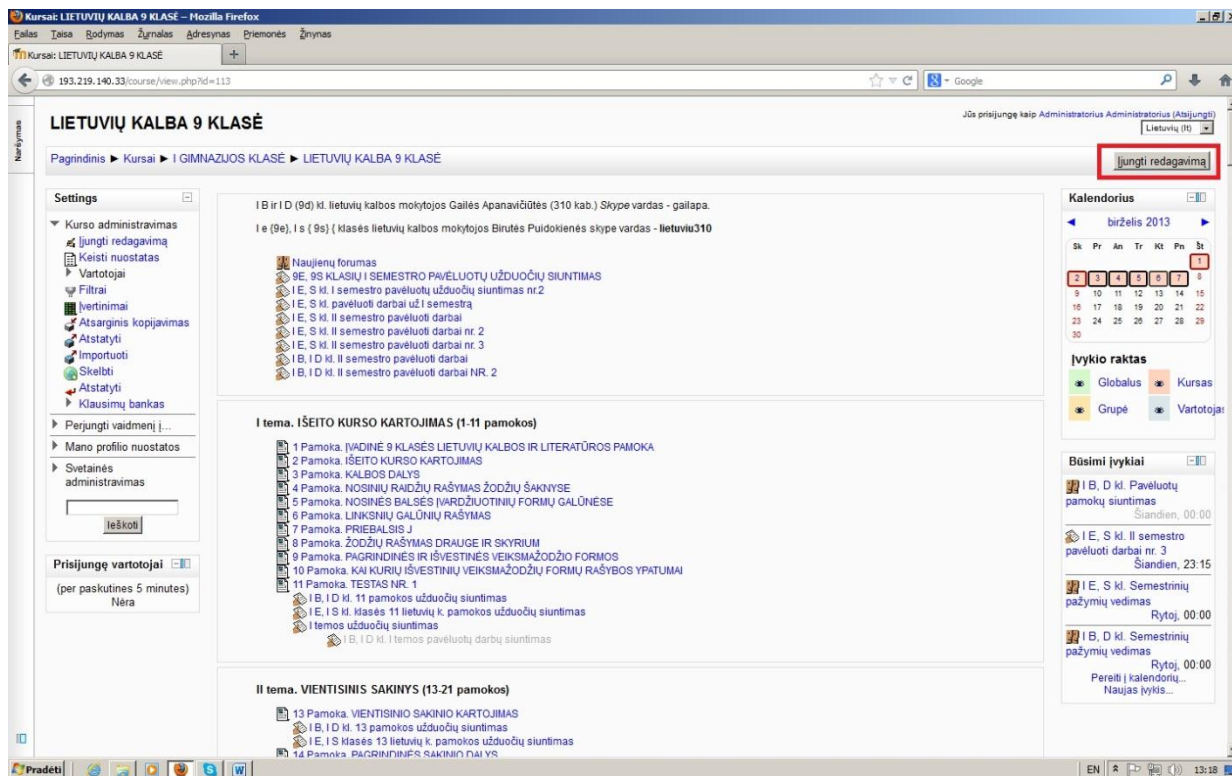 Kursai: LIETUVIŲ KALBA 9 KLASĖ – Mozilla Firefox
Failas Taisa Rodymas Žurnalas Adresynas Priemonės Žinynas
Kursai: LIETUVIŲ KALBA 9 KLASĖ
193.219.140.33/course/view.php?id=113
Google
Naršymas
LIETUVIŲ KALBA 9 KLASĖ
Jūs prisijungę kaip Administratorius Administratorius (Atsijungti)
Lietuvių (lt)
Pagrindinis ► Kursai ► I GIMNAZIJOS KLASĖ ► LIETUVIŲ KALBA 9 KLASĖ
Įjungti redagavimą
Settings
Kurso administravimas
Įjungti redagavimą
Keisti nuostatas
Vartotojai
Filtrai
Įvertinimai
Atsarginis kopijavimas
Atstatyti
Importuoti
Skelbti
Atstatyti
Klausimų bankas
Perjungti vaidmenį į...
Mano profilio nuostatos
Svetainės
administravimas
Ieškoti
Prisijungę vartotojai
(per paskutines 5 minutes)
Nėra
I B ir I D (9d) kl. lietuvių kalbos mokytojos Gailės Apanavičiūtės (310 kab.) Skype vardas - gailapa.
I e {9e}, I s { 9s} { klasės lietuvių kalbos mokytojos Birutės Puidokienės skype vardas - lietuviu310
Naujienų forumas
9E, 9S KLASIŲ I SEMESTRO PAVĖLUOTŲ UŽDUOČIŲ SIUNTIMAS
I E, S kl. I semestro pavėluotų užduočių siuntimas nr.2
I E, S kl. pavėluoti darbai už I semestrą
I E, S kl. II semestro pavėluoti darbai
I E, S kl. II semestro pavėluoti darbai nr. 2
I E, S kl. II semestro pavėluoti darbai nr. 3
I B, I D kl. II semestro pavėluoti darbai
I B, I D kl. II semestro pavėluoti darbai NR. 2
I tema. IŠEITO KURSO KARTOJIMAS (1-11 pamokos)
1 Pamoka. ĮVADINĖ 9 KLASĖS LIETUVIŲ KALBOS IR LITERATŪROS PAMOKA
2 Pamoka. IŠEITO KURSO KARTOJIMAS
3 Pamoka. KALBOS DALYS
4 Pamoka. NOSINIŲ RAIDŽIŲ RAŠYMAS ŽODŽIŲ ŠAKNYSE
5 Pamoka. NOSINĖS BALSĖS ĮVARDŽIUOTINIŲ FORMŲ GALŪNĖSE
6 Pamoka. LINKSNIŲ GALŪNIŲ RAŠYMAS
7 Pamoka. PRIEBALSIS J
8 Pamoka. ŽODŽIŲ RAŠYMAS DRAUGE IR SKYRIUM
9 Pamoka. PAGRINDINĖS IR IŠVESTINĖS VEIKSMAŽODŽIO FORMOS
10 Pamoka. KAI KURIŲ IŠVESTINIŲ VEIKSMAŽODŽIŲ FORMŲ RAŠYBOS YPATUMAI
11 Pamoka. TESTAS NR. 1
I B, I D kl. 11 pamokos užduočių siuntimas
I E, I S kl. klasės 11 lietuvių k. pamokos užduočių siuntimas
I temos užduočių siuntimas
I B, I D kl. I temos pavėluotų darbų siuntimas
II tema. VIENTISINIS SAKINYS (13-21 pamokos)
13 Pamoka. VIENTISINIO SAKINIO KARTOJIMAS
I B, I D kl. 13 pamokos užduočių siuntimas
I E, I S klasės 13 lietuvių k. pamokos užduočių siuntimas
14 Pamoka. PAGRINDINĖS SAKINIO DALYS
Kalendorius
◄ birželis 2013 ►
Sk Pr An Tr Kt Pn Št
1
2 3 4 5 6 7 8
9 10 11 12 13 14 15
16 17 18 19 20 21 22
23 24 25 26 27 28 29
30
Įvykio raktas
Globalus Kursas
Grupė Vartotojas
Būsimi įvykiai
I B, D kl. Pavėluotų
pamokų siuntimas
Šiandien, 00:00
I E, S kl. II semestro
pavėluoti darbai nr. 3
Šiandien, 23:15
I E, S kl. Semestrinių
pažymių vedimas
Rytoj, 00:00
I B, D kl. Semestrinių
pažymių vedimas
Rytoj, 00:00
Pereiti į kalendorių...
Naujas įvykis...
Pradėti
EN 13:18